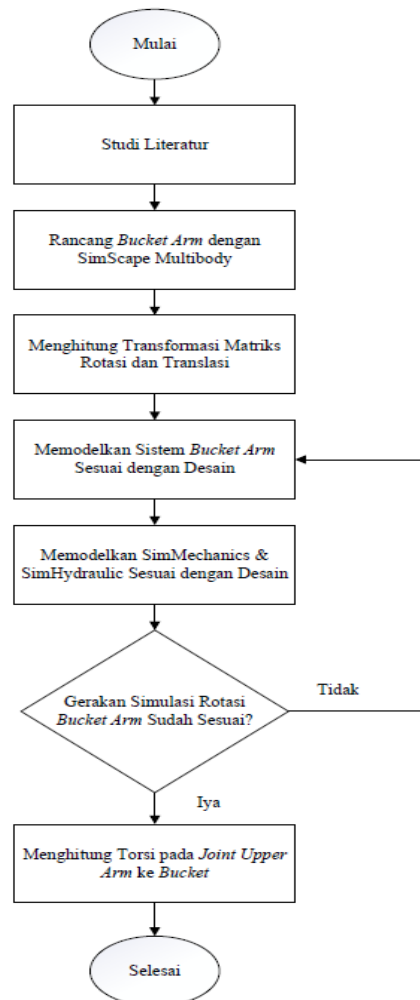 Mulai
Studi Literatur
Rancang Bucket Arm dengan
SimScape Multibody
Menghitung Transformasi Matriks
Rotasi dan Translasi
Memodelkan Sistem Bucket Arm
Sesuai dengan Desain
Memodelkan SimMechanics &
SimHydraulic Sesuai dengan Desain
Gerakan Simulasi Rotasi
Bucket Arm Sudah Sesuai?
Tidak
Iya
Menghitung Torsi pada Joint Upper
Arm ke Bucket
Selesai